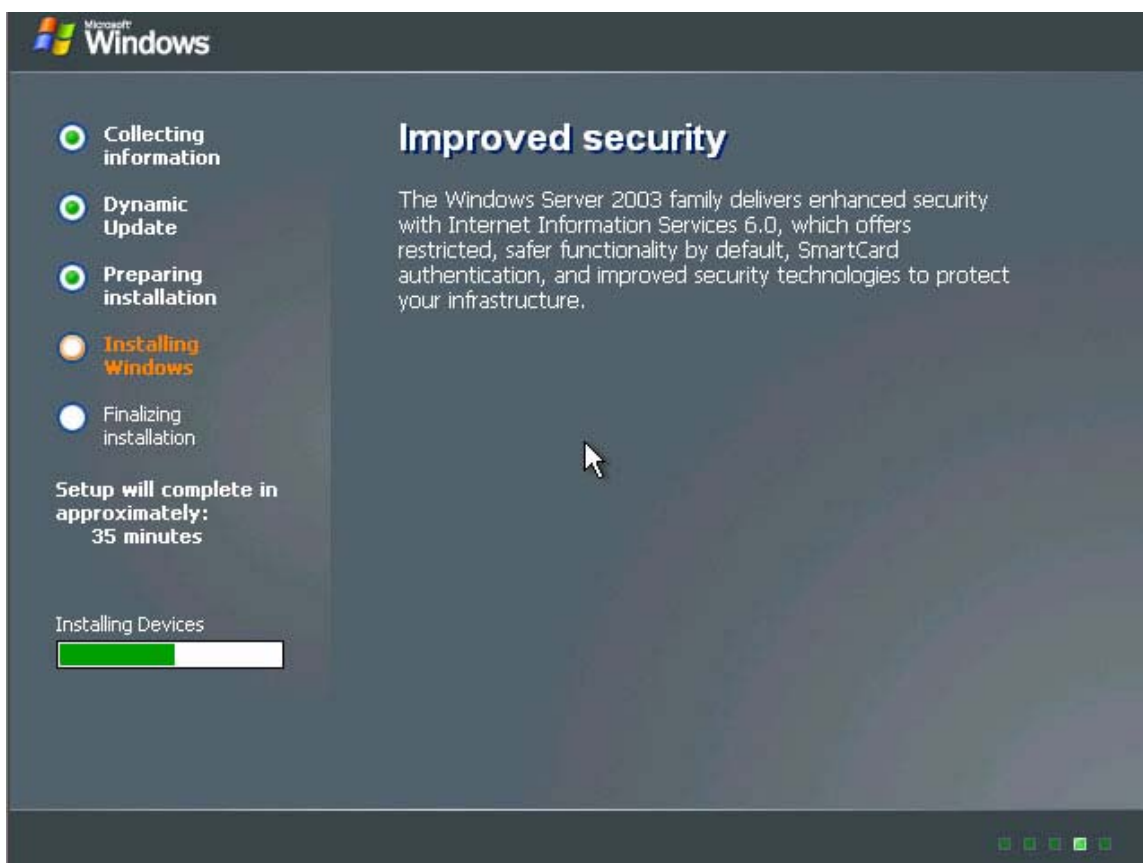 Microsoft
Windows
Collecting
information
Dynamic
Update
Preparing
installation
Installing
Windows
Finalizing
installation
Setup will complete in
approximately:
35 minutes
Installing Devices
Improved security
The Windows Server 2003 family delivers enhanced security
with Internet Information Services 6.0, which offers
restricted, safer functionality by default, SmartCard
authentication, and improved security technologies to protect
your infrastructure.